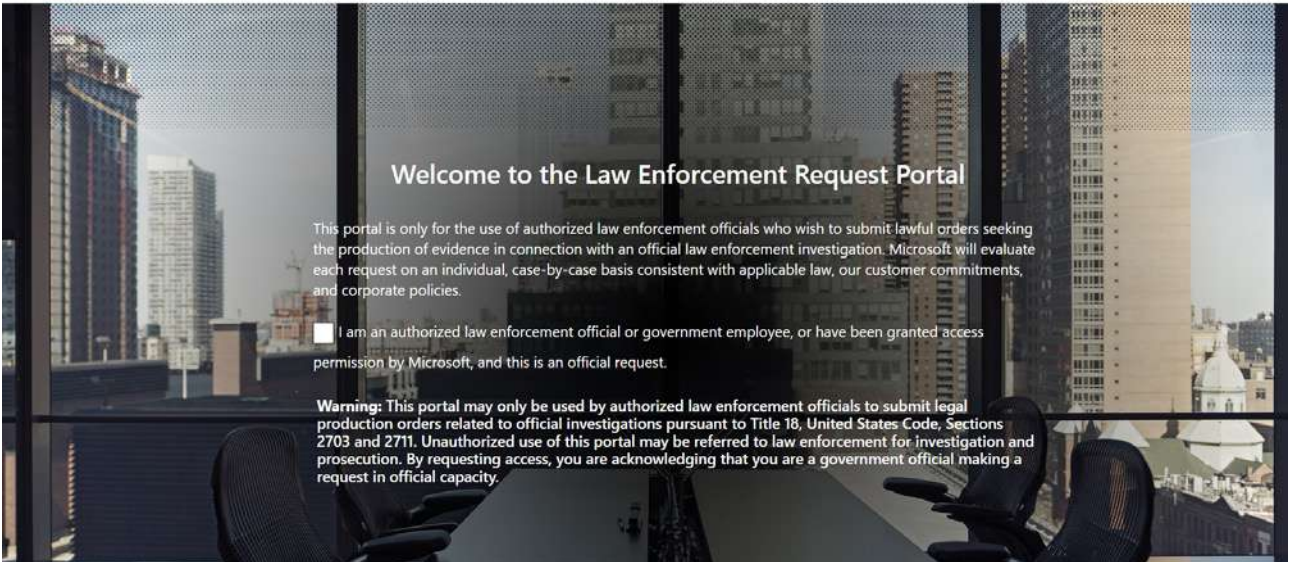 Welcome to the Law Enforcement Request Portal
This portal is only for the use of authorized law enforcement officials who wish to submit lawful orders seeking
the production of evidence in connection with an official law enforcement investigation. Microsoft will evaluate
each request on an individual, case-by-case basis consistent with applicable law, our customer commitments,
and corporate policies.
I am an authorized law enforcement official or government employee, or have been granted access
permission by Microsoft, and this is an official request.
Warning: This portal may only be used by authorized law enforcement officials to submit legal
production orders related to official investigations pursuant to Title 18, United States Code, Sections
2703 and 2711. Unauthorized use of this portal may be referred to law enforcement for investigation and
prosecution. By requesting access, you are acknowledging that you are a government official making a
request in official capacity.